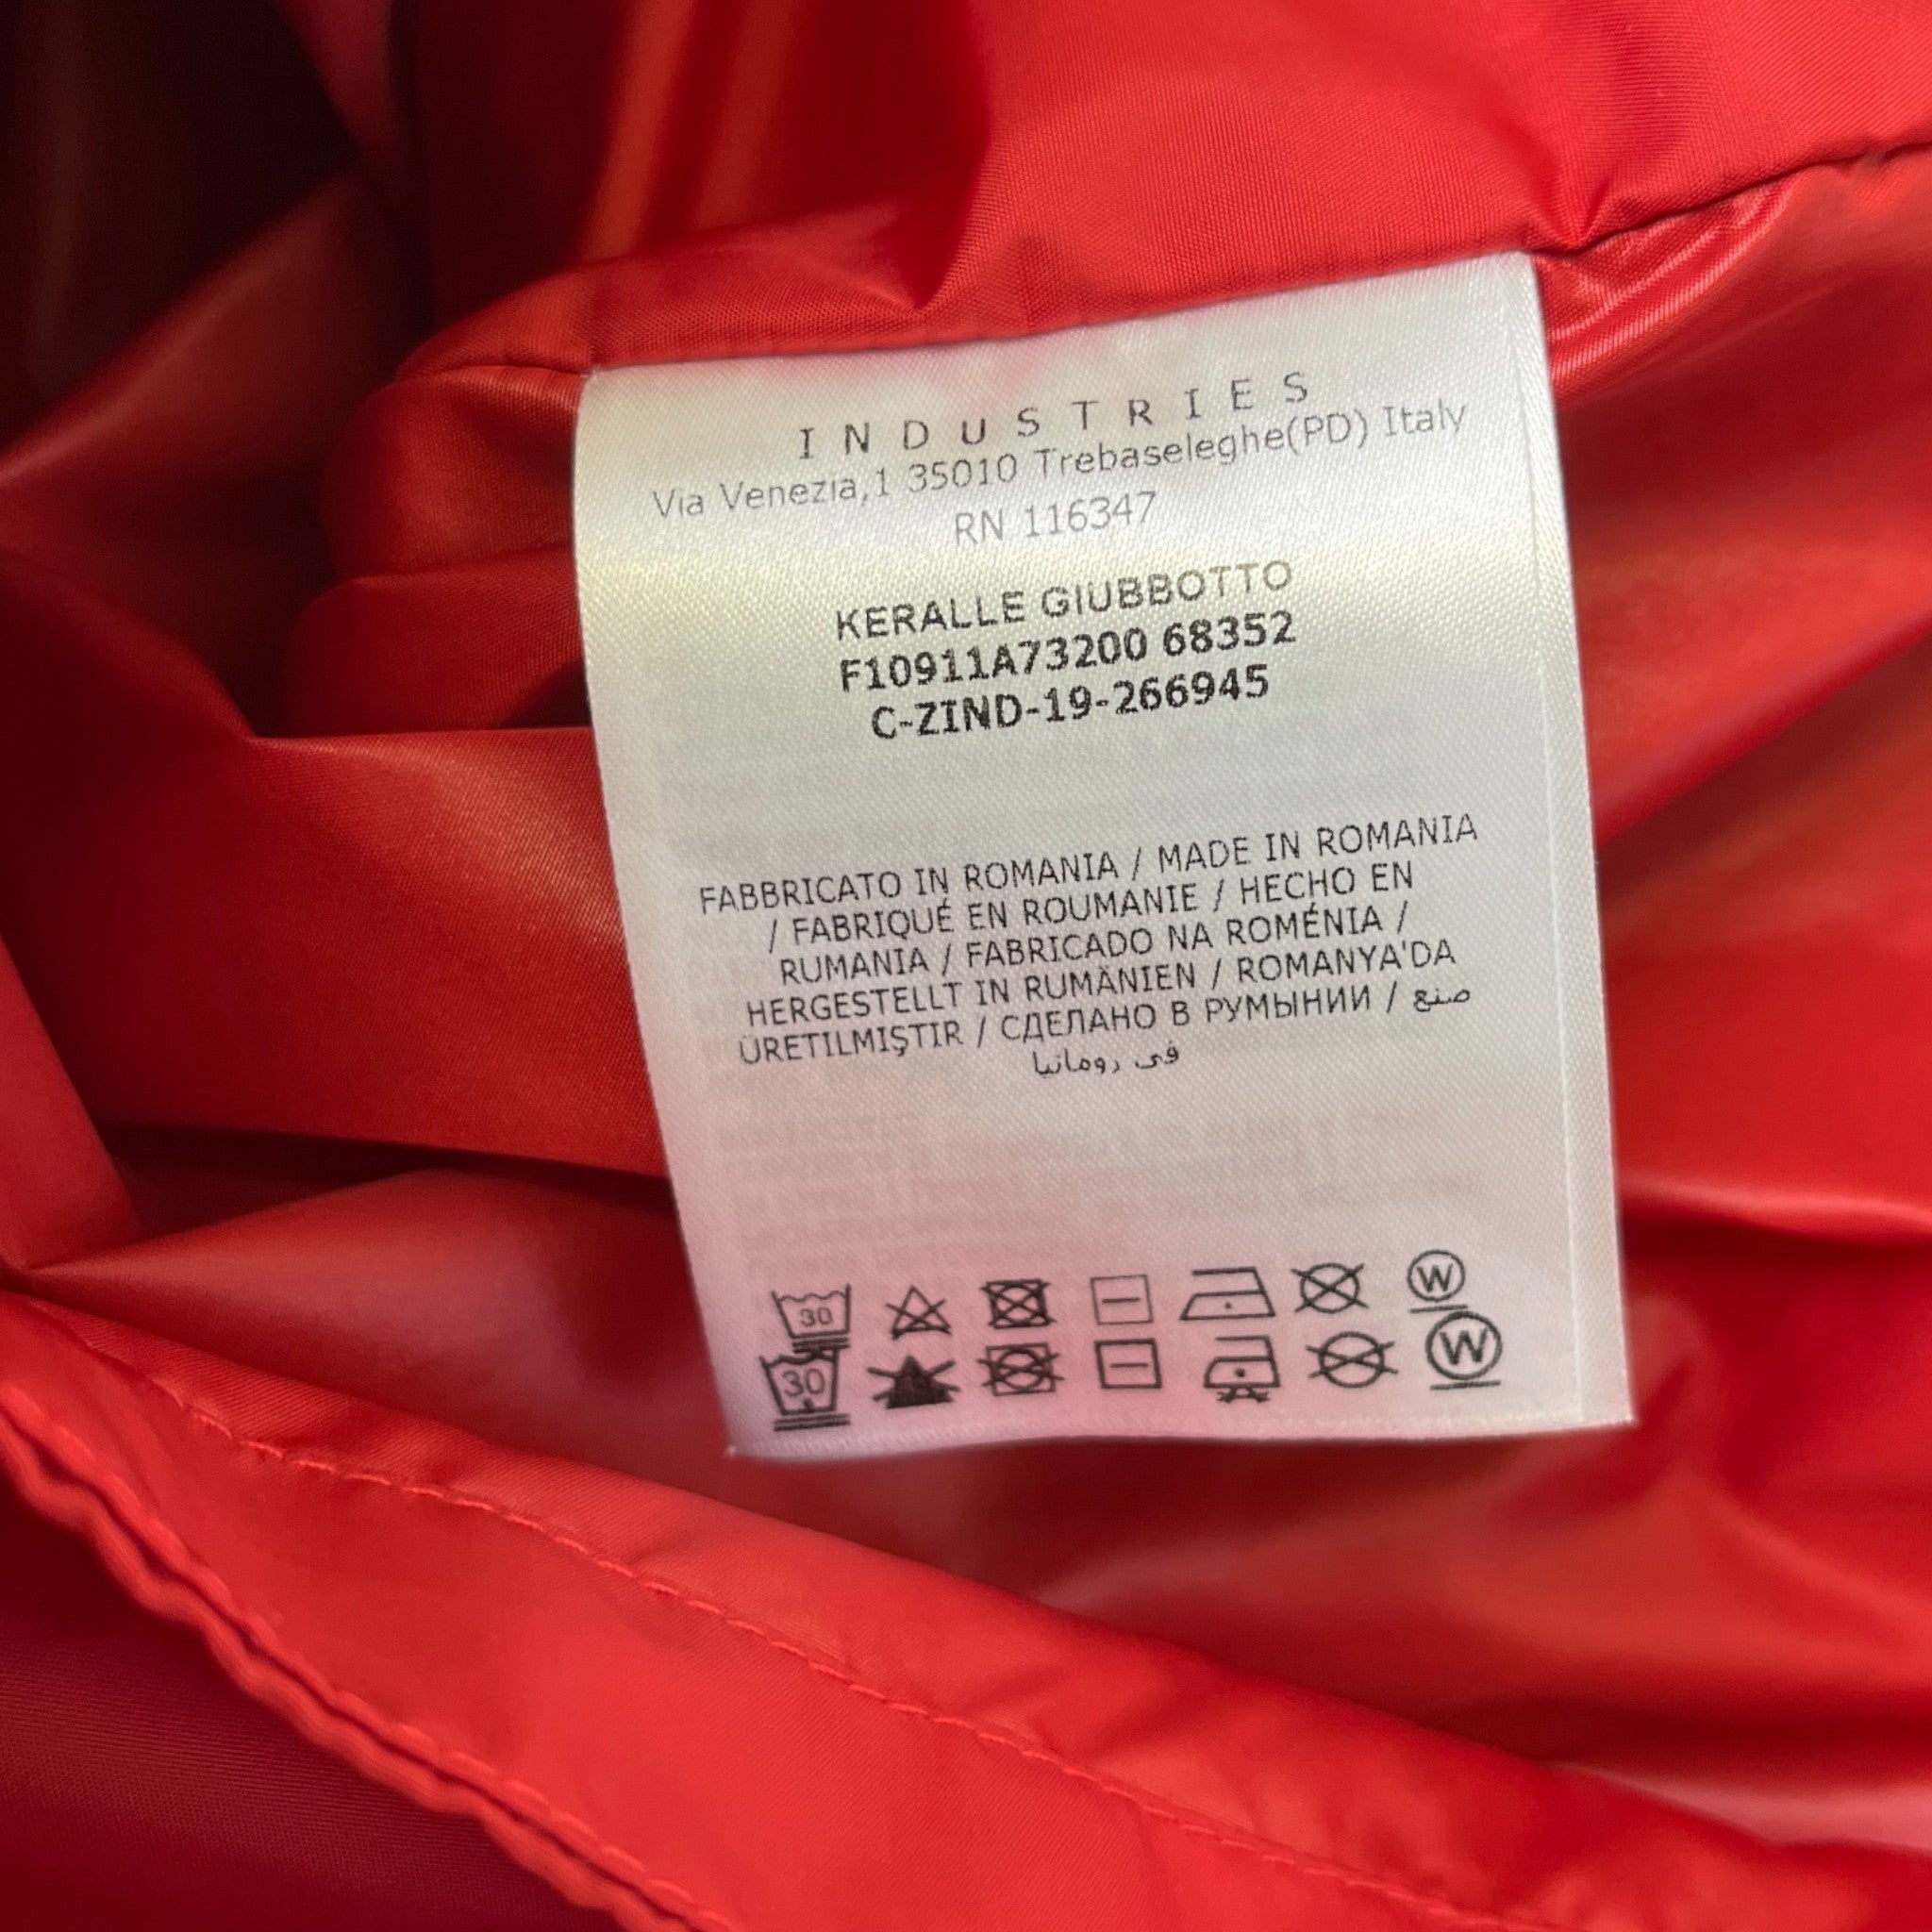 INDUSTRIES
Via Venezia,1 35010 Trebaseleghe(PD) Italy
RN 116347
KERALLE GIUBBOTTO
F10911A73200 68352
C-ZIND-19-266945
FABBRICATO IN ROMANIA / MADE IN ROMANIA
/ FABRIQUÉ EN ROUMANIE / HECHO EN
RUMANIA / FABRICADO NA ROMÉNIA /
HERGESTELLT IN RUMÄNIEN / ROMANYA'DA
ÜRETILMIŞTIR / СДЕЛАНО В РУМЫНИИ / صنع
فى رومانيا
30 W
30 W